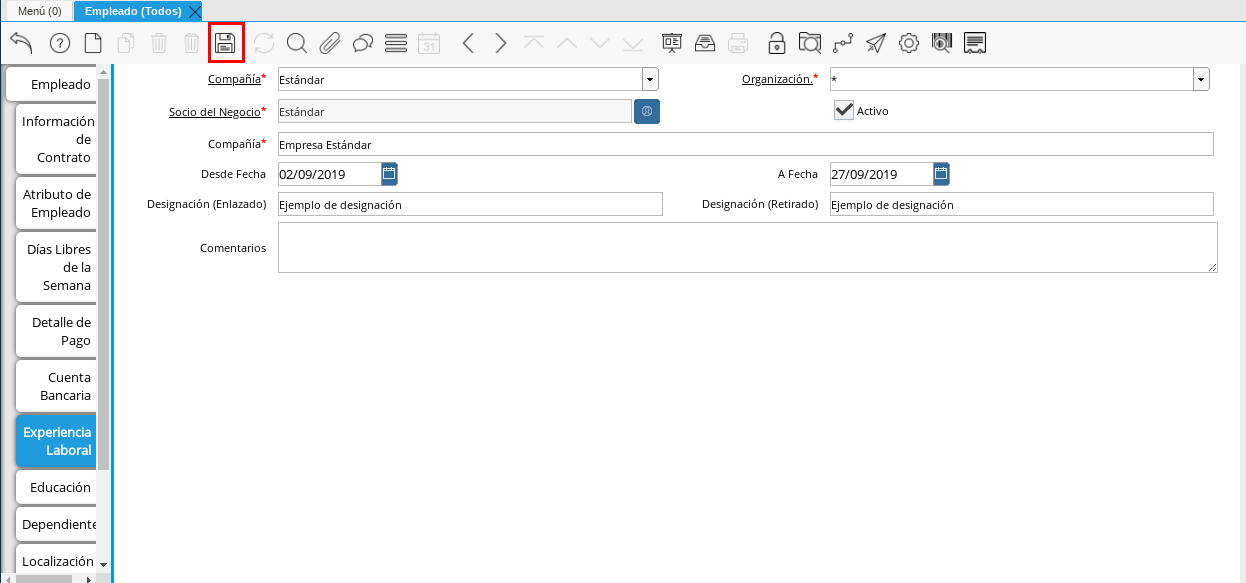 Menú (0)
Empleado (Todos)
31
Empleado
Información
de
Contrato
Atributo de
Empleado
Días Libres
de la
Semana
Detalle de
Pago
Cuenta
Bancaria
Experiencia
Laboral
Educación
Dependiente
Localización
Compañía* Estándar
Organización.* *
Socio del Negocio* Estándar
Activo
Compañía* Empresa Estándar
Desde Fecha 02/09/2019
A Fecha 27/09/2019
Designación (Enlazado) Ejemplo de designación
Designación (Retirado) Ejemplo de designación
Comentarios